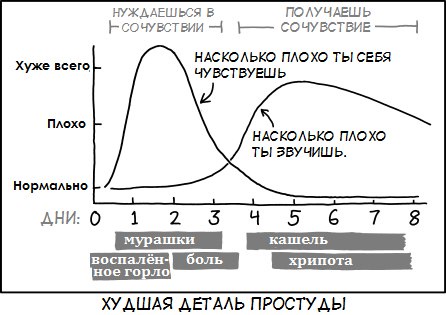 НУЖДАЕШЬСЯ В
СОЧУВСТВИИ
ПОЛУЧАЕШЬ
СОЧУВСТВИЕ
Хуже всего
Плохо
Нормально
НАСКОЛЬКО ПЛОХО ТЫ СЕБЯ
ЧУВСТВУЕШЬ
НАСКОЛЬКО ПЛОХО
ТЫ ЗВУЧИШЬ.
ДНИ: 0 1 2 3 4 5 6 7 8
мурашки
кашель
воспалён-
ное горло
боль
хрипота
ХУДШАЯ ДЕТАЛЬ ПРОСТУДЫ